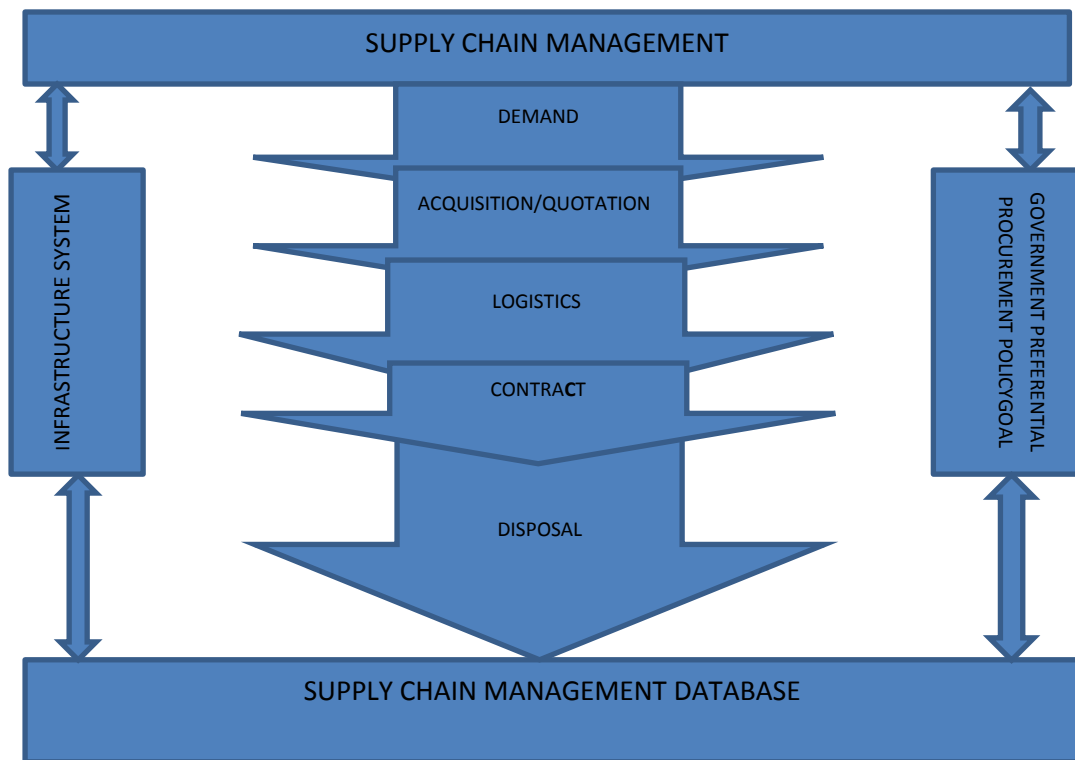 SUPPLY CHAIN MANAGEMENT
DEMAND
ACQUISITION/QUOTATION
LOGISTICS
CONTRACT
DISPOSAL
INFRASTRUCTURE SYSTEM
GOVERNMENT PREFERENTIAL
PROCUREMENT POLICYGOAL
SUPPLY CHAIN MANAGEMENT DATABASE